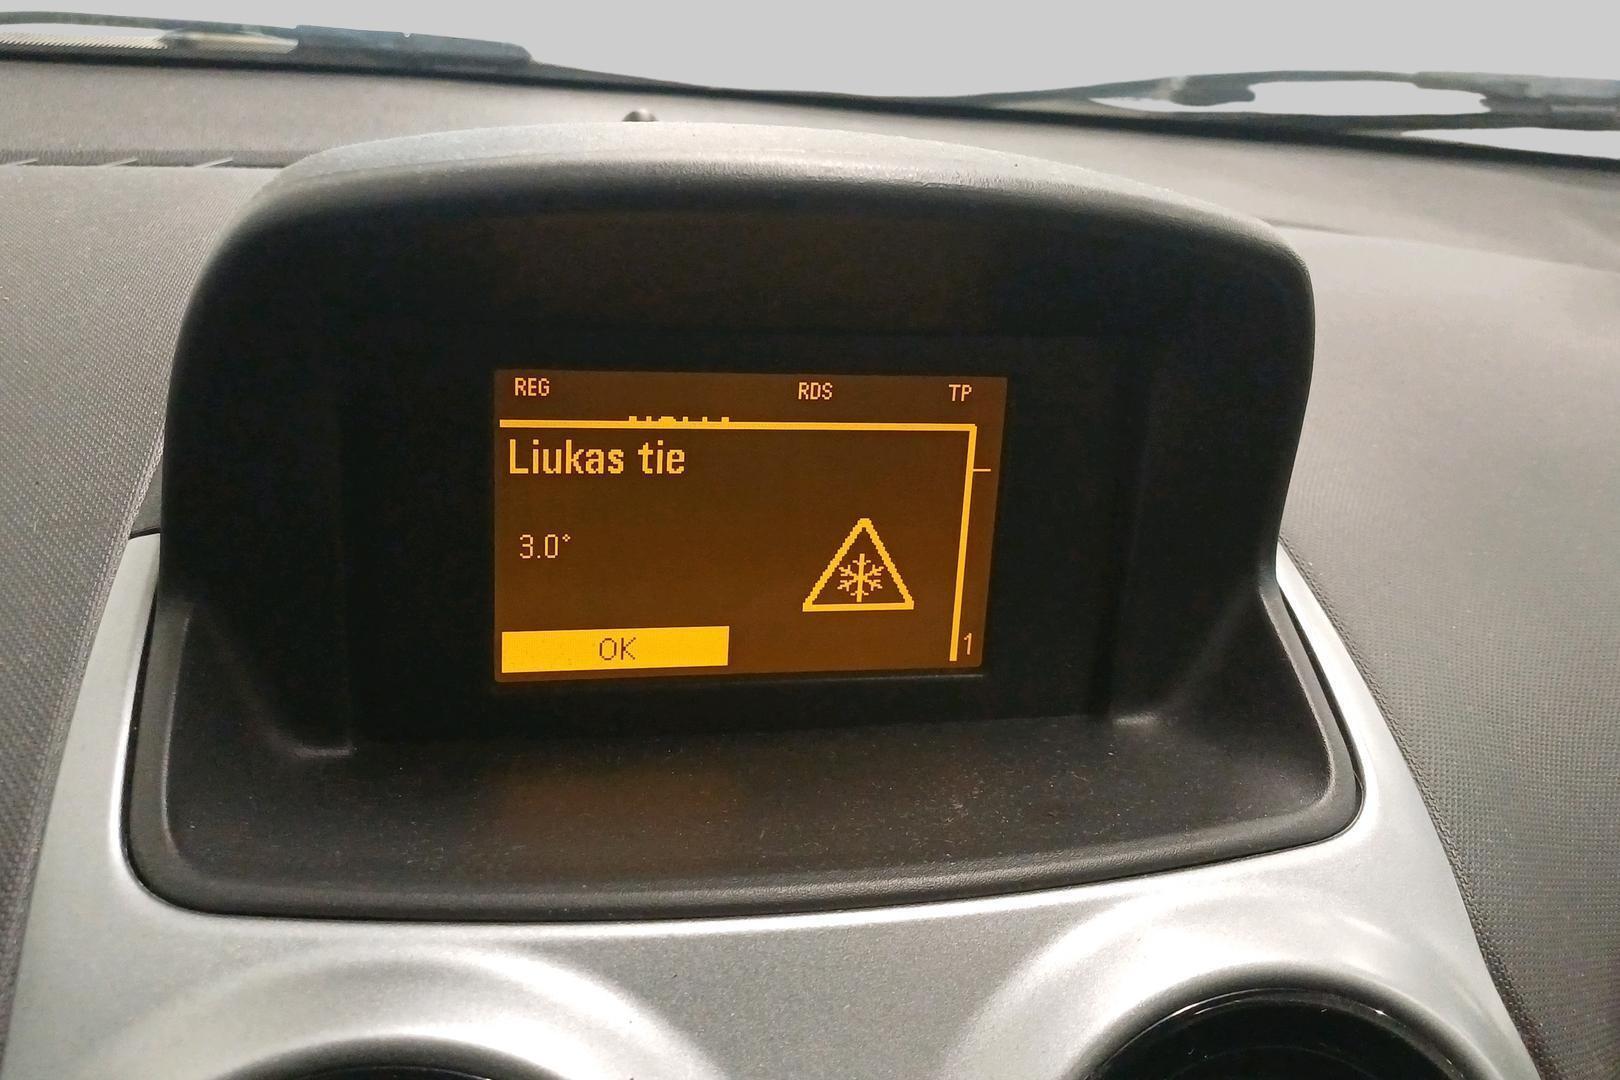 REG RDS TP
Liukas tie
3.0°
OK
1